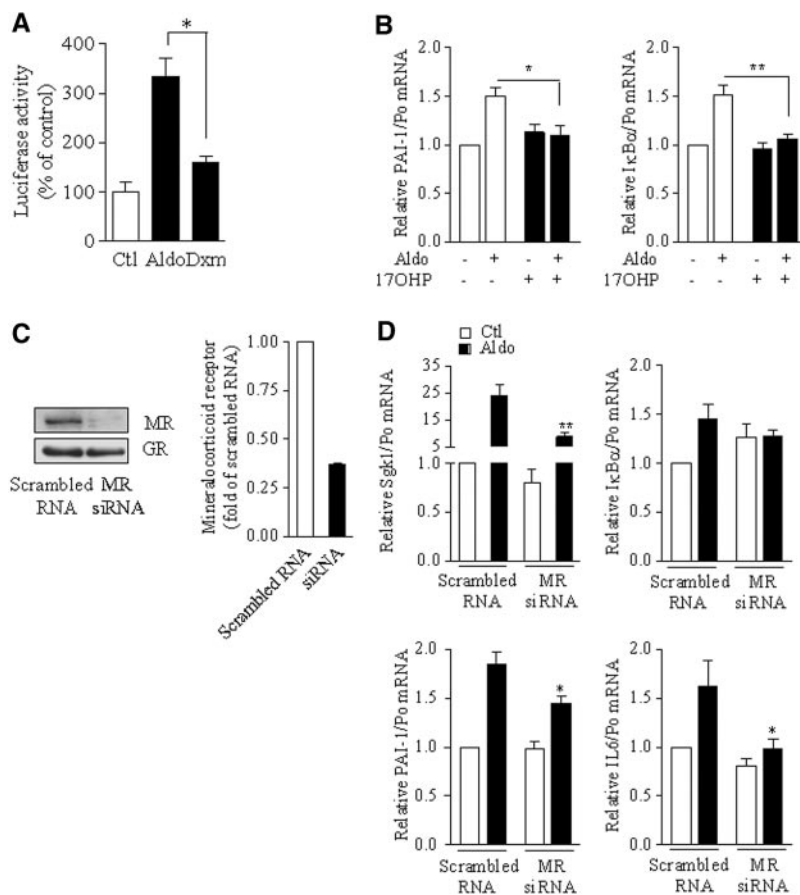 A
Luciferase activity
(% of control)
400
300
200
100
0
*
Ctl AldoDxm
B
Relative PAI-1/Po mRNA
2.0
1.5
1.0
0.5
0.0
*
Aldo - + - +
17OHP - - + +
Relative IκBα/Po mRNA
2.0
1.5
1.0
0.5
0.0
**
Aldo - + - +
17OHP - - + +
C
MR
GR
Scrambled MR
RNA siRNA
Mineralocorticoid receptor
(fold of scrambled RNA)
1.00
0.75
0.50
0.25
0.00
Scrambled RNA
siRNA
D
Ctl
Aldo
Relative Sgk1/Po mRNA
35
25
15
5
1.0
0.5
0.0
**
Scrambled MR
RNA siRNA
Relative IκBα/Po mRNA
2.0
1.5
1.0
0.5
0.0
Scrambled MR
RNA siRNA
Relative PAI-1/Po mRNA
2.0
1.5
1.0
0.5
0.0
*
Scrambled MR
RNA siRNA
Relative IL6/Po mRNA
2.0
1.5
1.0
0.5
0.0
*
Scrambled MR
RNA siRNA